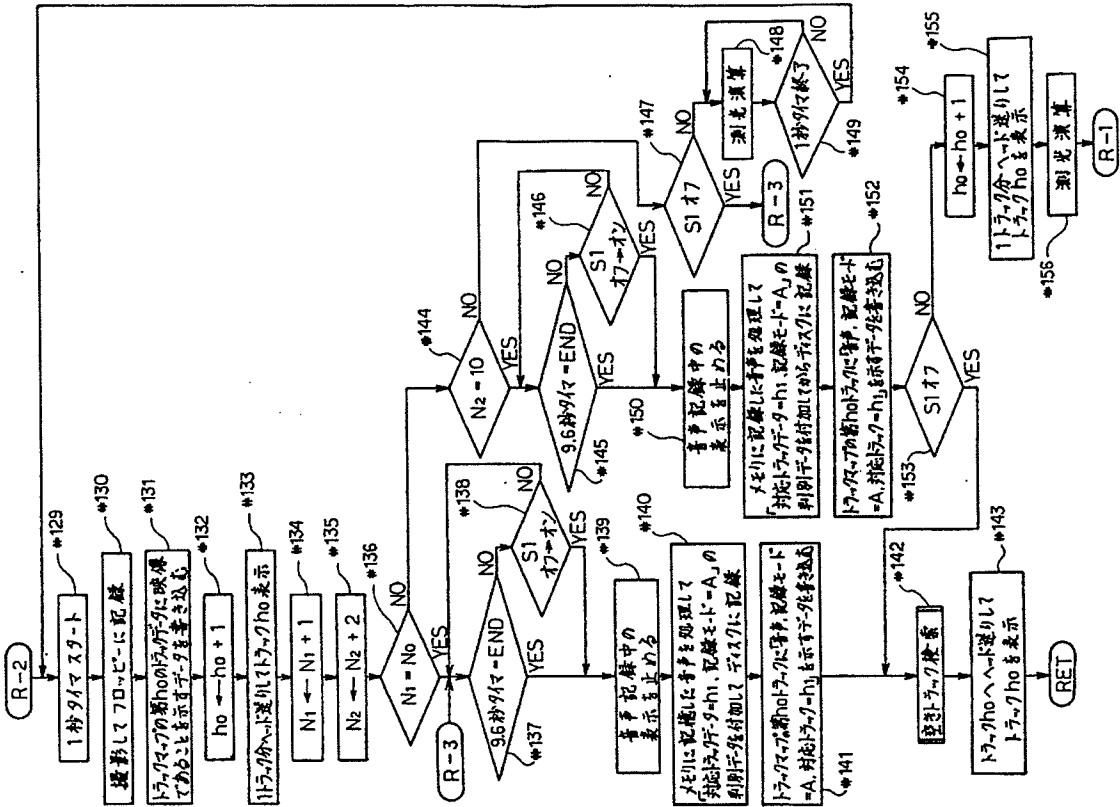 R-2
1秒タイマスタート
#129
撮影してフロッピーに記録
#130
トラックマップの第hoのトラックデータに映像
であることを示すデータを書き込む
#131
ho←ho+1
#132
1トラック分ヘッド送りしてトラックho表示
#133
N1←N1+1
#134
N2←N2+2
#135
N1=No
#136
NO
YES
R-3
9.6秒タイマ=END
#137
NO
YES
S1
オフ→オン
#138
NO
YES
音声記録中の
表示を止める
#139
メモリに記憶した音声を処理して
「対応トラックデータ=h1、記録モード=A」の
判別データを付加してディスクに記録
#140
トラックマップの第hoトラックに「音声,記録モード
=A,対応トラック=h1」を示すデータを書き込む
#141
空きトラック検索
#142
トラックhoへヘッド送りして
トラックhoを表示
#143
RET
N2=10
#144
NO
YES
9.6秒タイマ=END
#145
NO
YES
S1
オフ→オン
#146
NO
YES
S1オフ
#147
NO
YES
R-3
測光演算
#148
1秒タイマ終了
#149
NO
YES
音声記録中の
表示を止める
#150
メモリに記録した音声を処理して
「対応トラックデータ=h1、記録モード=A」の
判別データを付加してからディスクに記録
#151
トラックマップの第hoトラックに「音声,記録モード
=A,対応トラック=h1」を示すデータを書き込む
#152
S1オフ
#153
NO
YES
ho←ho+1
#154
1トラック分ヘッド送りして
トラックhoを表示
#155
測光演算
#156
R-1